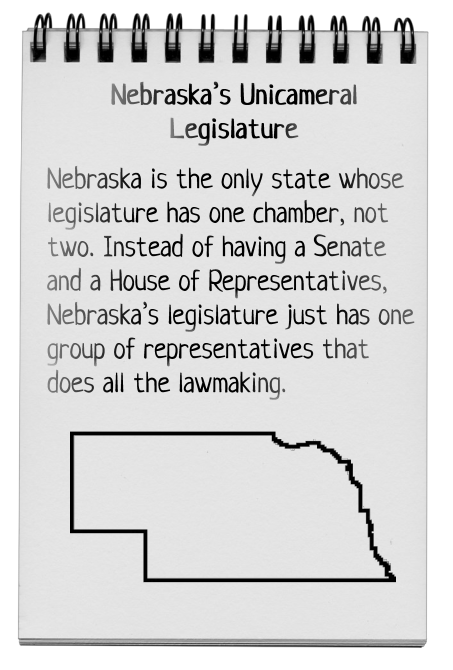 Nebraska's Unicameral
Legislature
Nebraska is the only state whose
legislature has one chamber, not
two. Instead of having a Senate
and a House of Representatives,
Nebraska's legislature just has one
group of representatives that
does all the lawmaking.